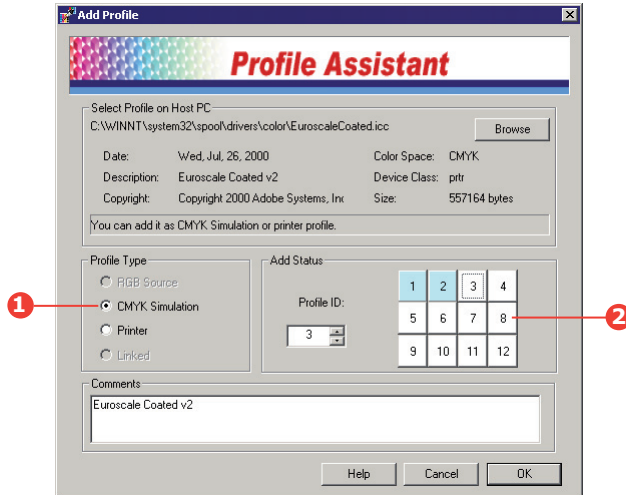 Add Profile
Profile Assistant
Select Profile on Host PC
C:\WINNT\system32\spool\drivers\color\EuroscaleCoated.icc
Browse
Date: Wed, Jul, 26, 2000 Color Space: CMYK
Description: Euroscale Coated v2 Device Class: prtr
Copyright: Copyright 2000 Adobe Systems, Inc Size: 557164 bytes
You can add it as CMYK Simulation or printer profile.
Profile Type
RGB Source
CMYK Simulation
Printer
Linked
1
Add Status
Profile ID:
3
1 2 3 4
5 6 7 8
9 10 11 12
2
Comments
Euroscale Coated v2
Help Cancel OK